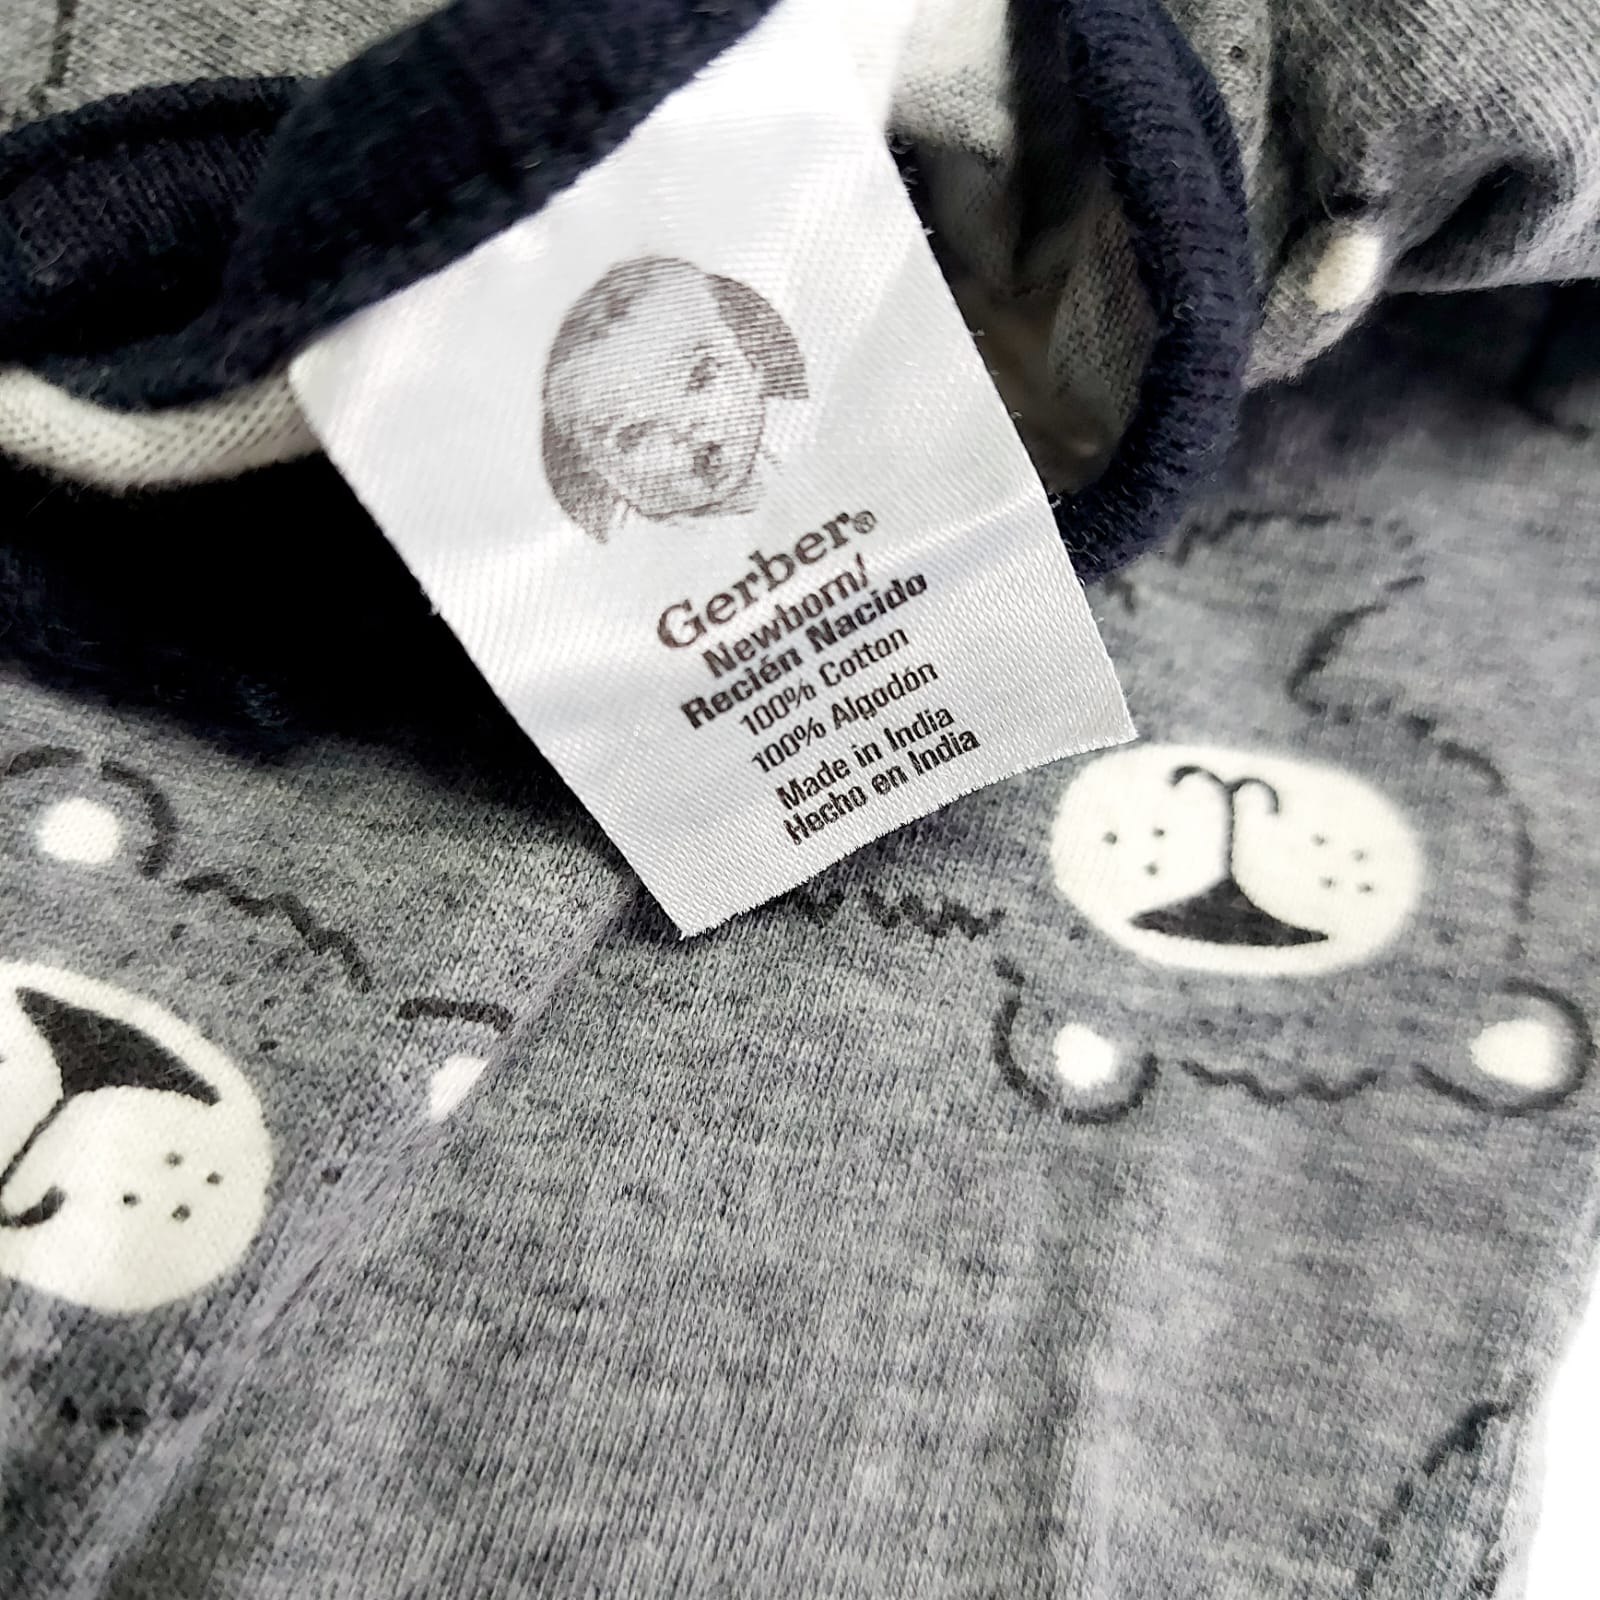 Gerber®
Newborn/
Recién Nacido
100% Cotton
100% Algodón
Made in India
Hecho en India